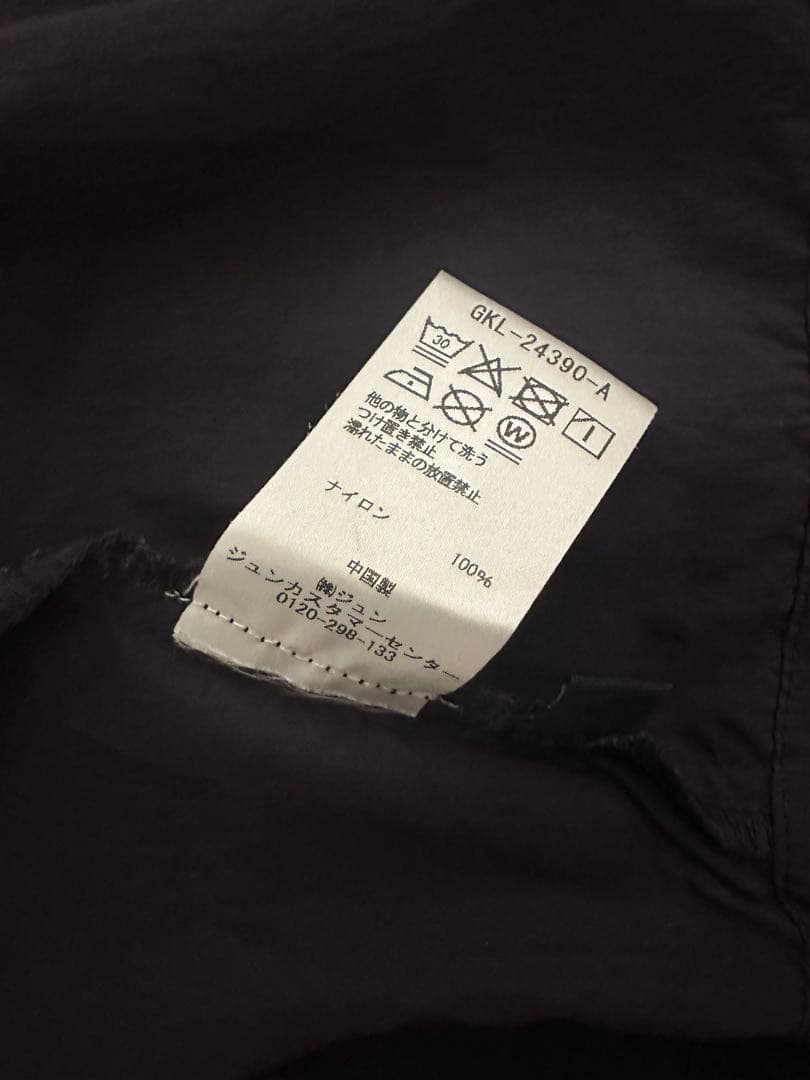 GKL-24390-A
30
W
他の物と分けて洗う
つけ置き禁止
濡れたままの放置禁止
ナイロン 100%
中国製
㈱ジュン
ジュンカスタマーセンター
0120-298-133